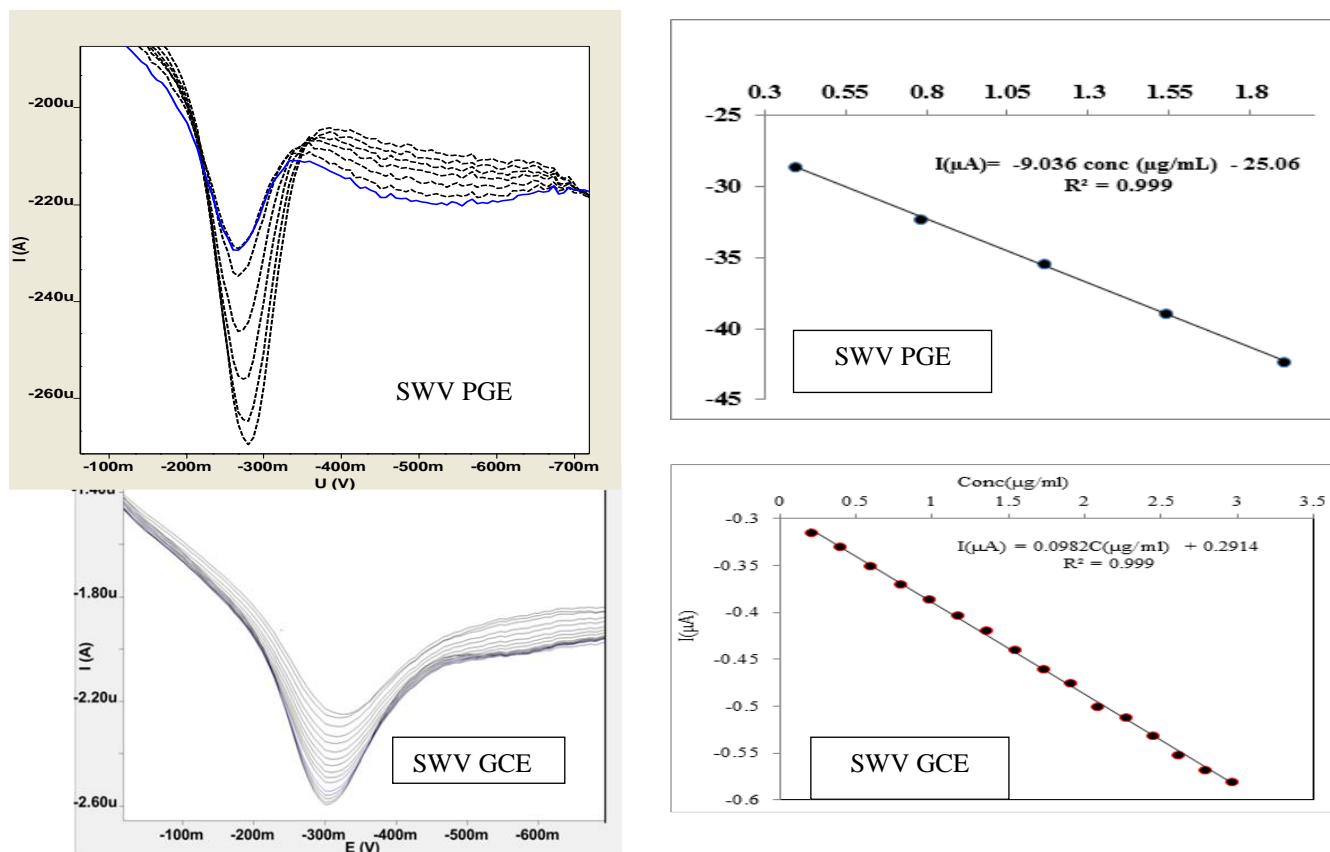 -200u
-220u
-240u
-260u
I (A)
SWV PGE
-100m -200m -300m -400m -500m -600m -700m
U (V)
0.3 0.55 0.8 1.05 1.3 1.55 1.8
-25
-30
-35
-40
-45
I(µA)= -9.036 conc (µg/mL) - 25.06
R² = 0.999
SWV PGE
-1.40u
-1.80u
-2.20u
-2.60u
I (A)
SWV GCE
-100m -200m -300m -400m -500m -600m
E (V)
Conc(µg/ml)
0 0.5 1 1.5 2 2.5 3 3.5
-0.3
-0.35
-0.4
-0.45
-0.5
-0.55
-0.6
I(µA)
I(µA) = 0.0982C(µg/ml) + 0.2914
R² = 0.999
SWV GCE